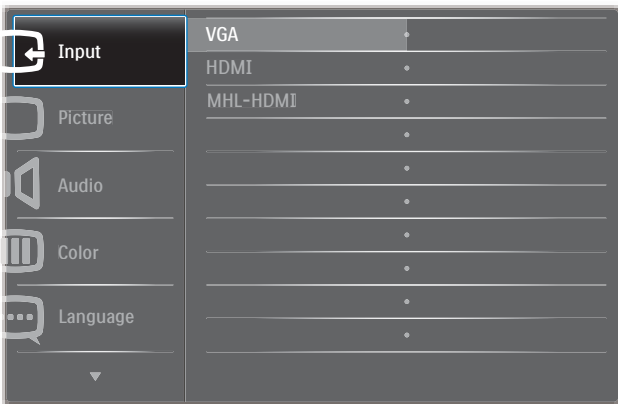 Input
Picture
Audio
Color
Language
VGA
HDMI
MHL-HDMI